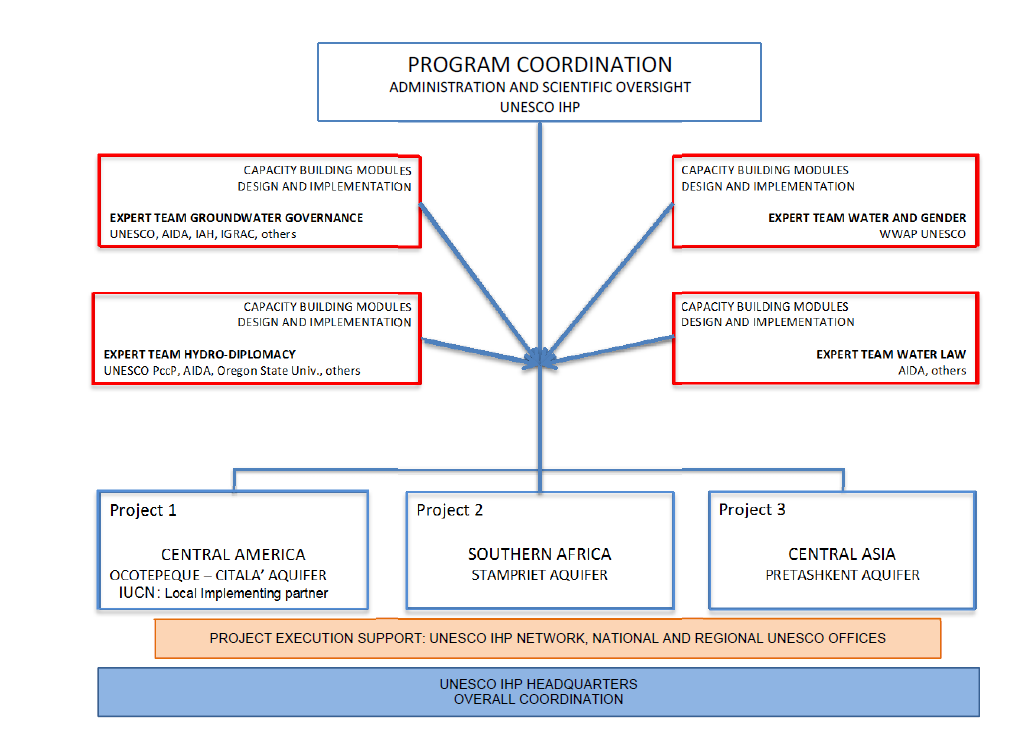 PROGRAM COORDINATION
ADMINISTRATION AND SCIENTIFIC OVERSIGHT
UNESCO IHP
CAPACITY BUILDING MODULES
DESIGN AND IMPLEMENTATION
EXPERT TEAM GROUNDWATER GOVERNANCE
UNESCO, AIDA, IAH, IGRAC, others
CAPACITY BUILDING MODULES
DESIGN AND IMPLEMENTATION
EXPERT TEAM WATER AND GENDER
WWAP UNESCO
CAPACITY BUILDING MODULES
DESIGN AND IMPLEMENTATION
EXPERT TEAM HYDRO-DIPLOMACY
UNESCO PccP, AIDA, Oregon State Univ., others
CAPACITY BUILDING MODULES
DESIGN AND IMPLEMENTATION
EXPERT TEAM WATER LAW
AIDA, others
Project 1
CENTRAL AMERICA
OCOTEPEQUE – CITALA’ AQUIFER
IUCN : Local Implementing partner
Project 2
SOUTHERN AFRICA
STAMPRIET AQUIFER
Project 3
CENTRAL ASIA
PRETASHKENT AQUIFER
PROJECT EXECUTION SUPPORT: UNESCO IHP NETWORK, NATIONAL AND REGIONAL UNESCO OFFICES
UNESCO IHP HEADQUARTERS
OVERALL COORDINATION